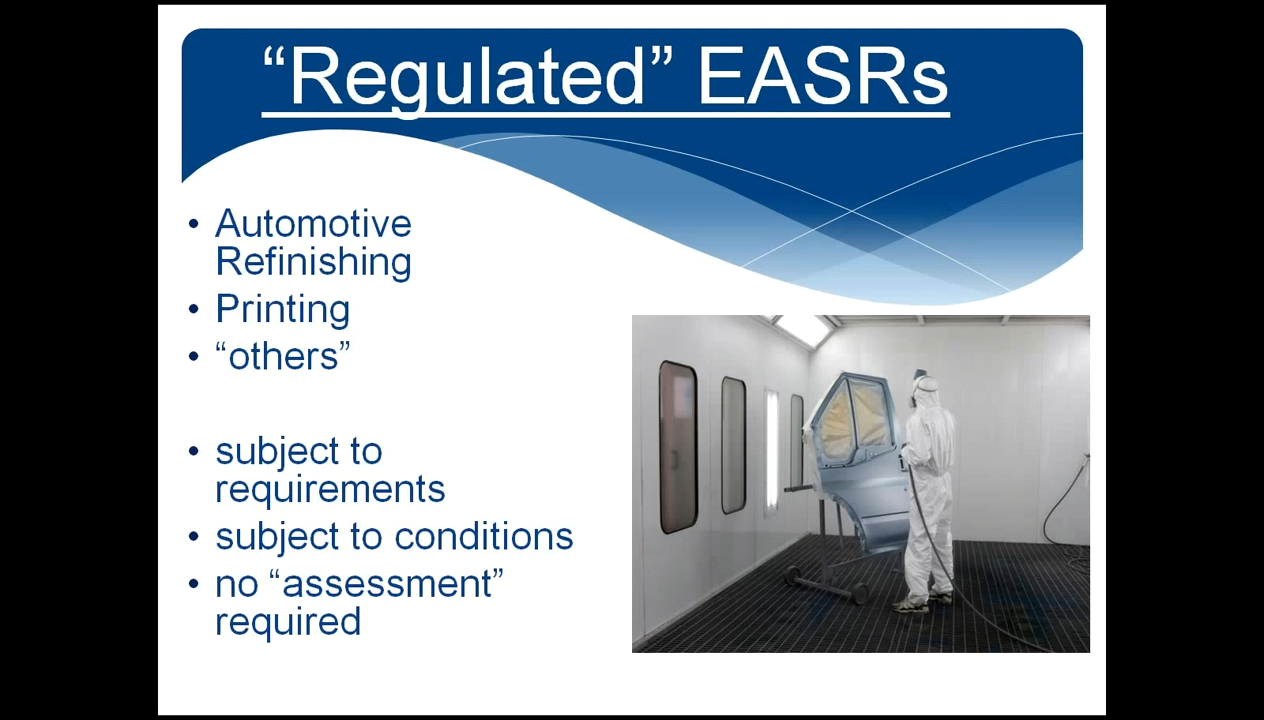 “Regulated” EASRs
• Automotive
Refinishing
• Printing
• “others”
• subject to
requirements
• subject to conditions
• no “assessment”
required